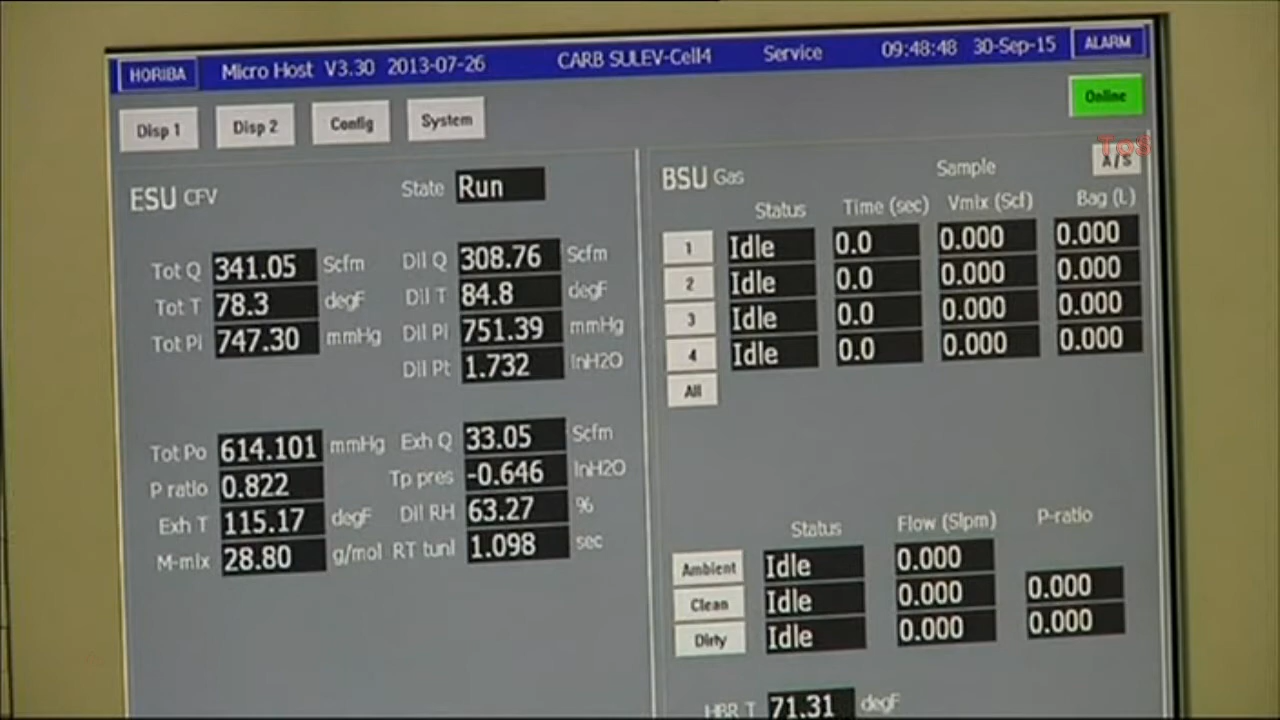 HORIBA Micro Host V3.30 2013-07-26 CARB SULEV-Cell4 Service 09:48:48 30-Sep-15 ALARM
Disp 1 Disp 2 Config System Online
To8
ESU CFV State Run
Tot Q 341.05 Scfm Dil Q 308.76 Scfm
Tot T 78.3 degF Dil T 84.8 degF
Tot Pi 747.30 mmHg Dil Pi 751.39 mmHg
Dil Pt 1.732 InH2O
Tot Po 614.101 mmHg Exh Q 33.05 Scfm
P ratio 0.822 Tp pres -0.646 InH2O
Exh T 115.17 degF Dil RH 63.27 %
M-mix 28.80 g/mol RT tunl 1.098 sec
BSU Gas Sample A/S
Status Time (sec) Vmix (Scf) Bag (L)
1 Idle 0.0 0.000 0.000
2 Idle 0.0 0.000 0.000
3 Idle 0.0 0.000 0.000
4 Idle 0.0 0.000 0.000
All
Status Flow (Slpm) P-ratio
Ambient Idle 0.000
Clean Idle 0.000 0.000
Dirty Idle 0.000 0.000
HBR T 71.31 degF